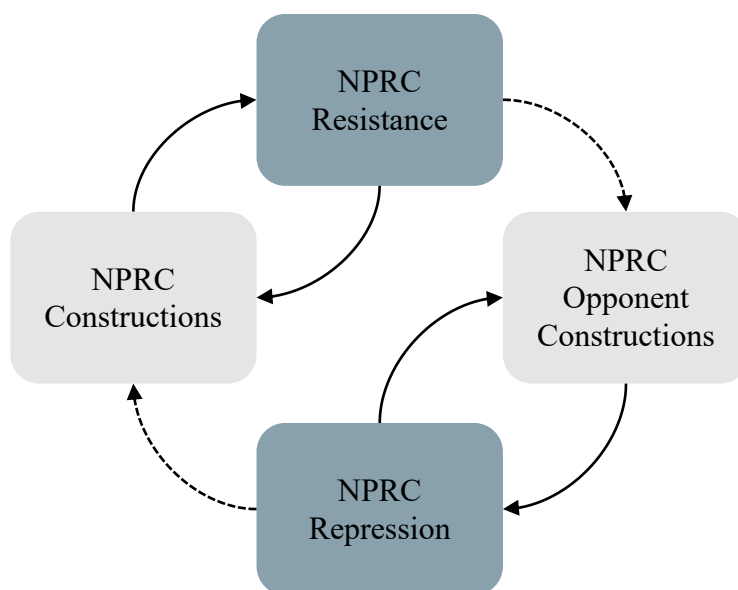 NPRC
Resistance
NPRC
Constructions
NPRC
Opponent
Constructions
NPRC
Repression